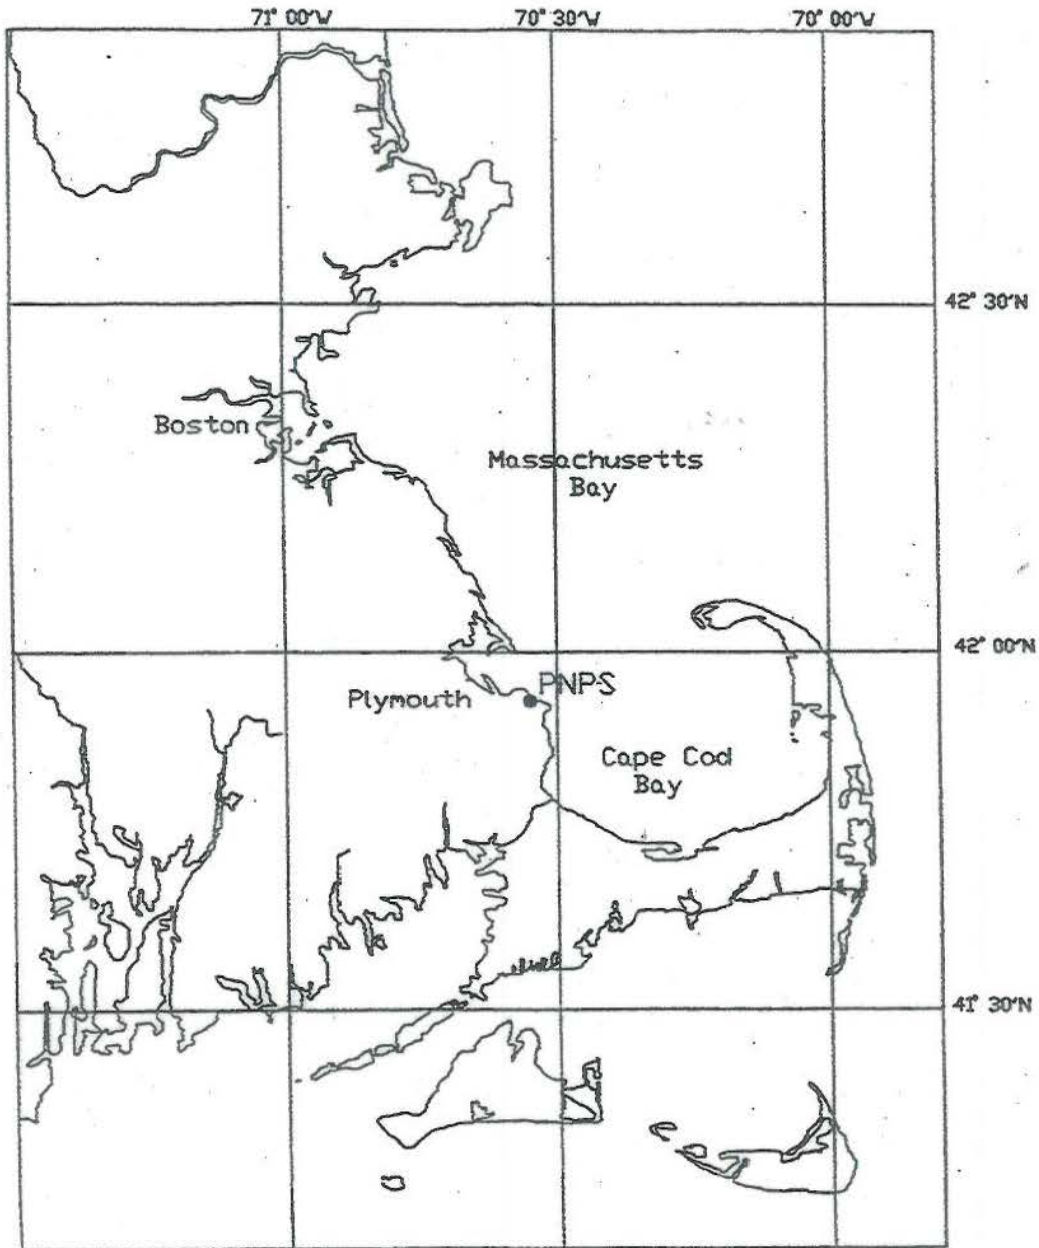 71° 00'W
70° 30'W
70° 00'W
42° 30'N
Boston
Massachusetts
Bay
42° 00'N
PNPS
Plymouth
Cape Cod
Bay
41° 30'N